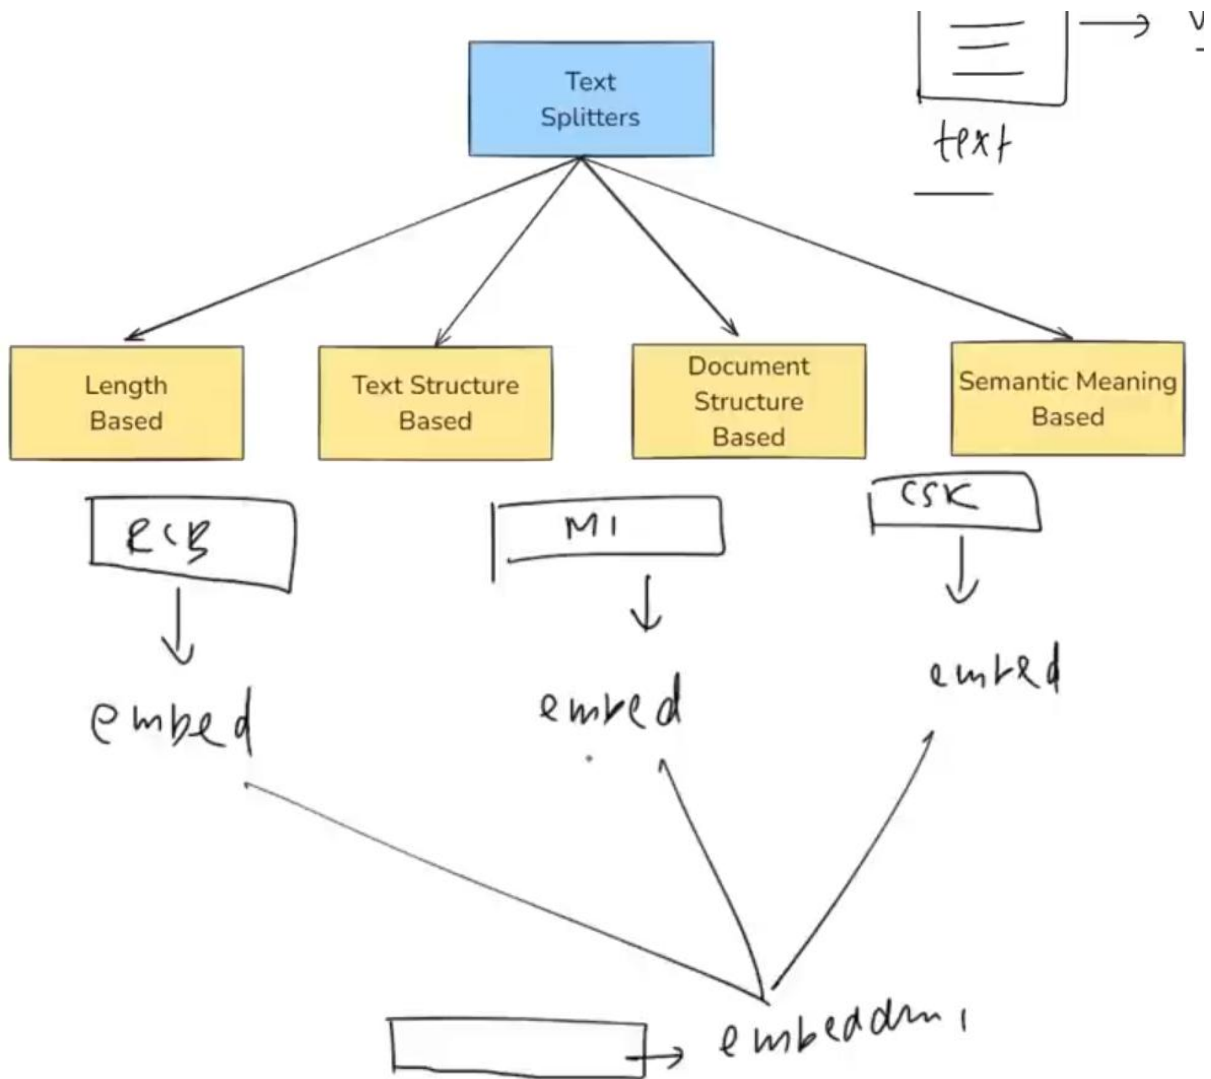 Text
Splitters
text
Length
Based
Text Structure
Based
Document
Structure
Based
Semantic Meaning
Based
RCB
MI
CSK
embed
embed
embed